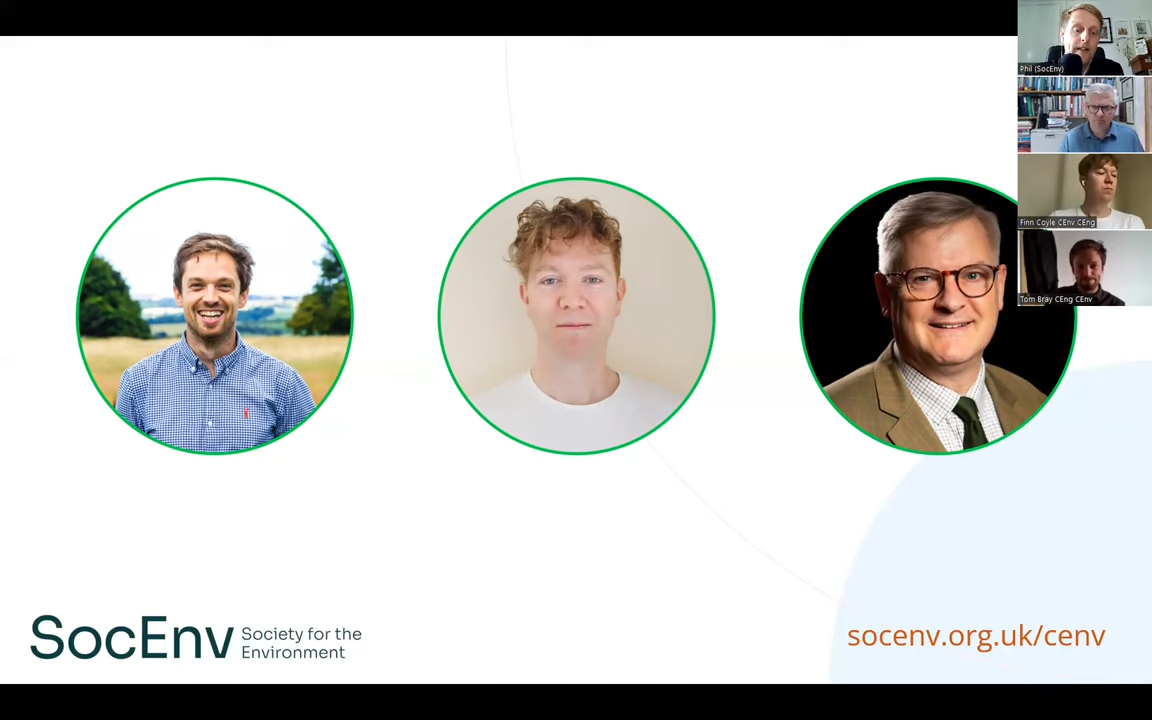 Phil (SocEnv)
Finn Coyle CEnv CEng
Tom Bray CEng CEnv
SocEnv
Society for the
Environment
socenv.org.uk/cenv